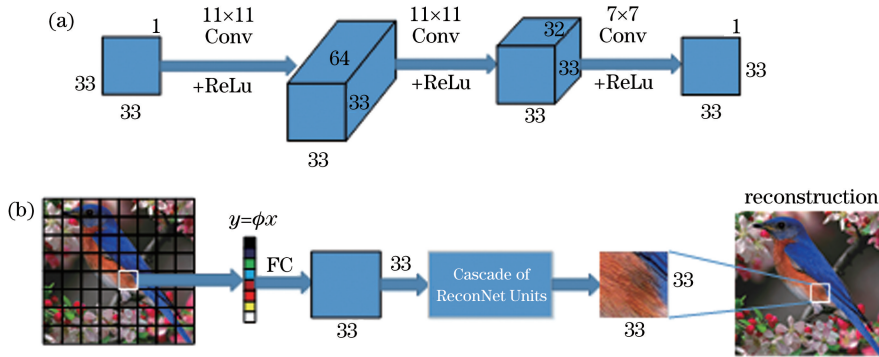 (a)
1
33
33
11×11
Conv
+ReLu
64
33
33
11×11
Conv
+ReLu
32
33
33
7×7
Conv
+ReLu
1
33
33
(b)
y=ϕx
FC
33
33
Cascade of
ReconNet Units
33
33
reconstruction